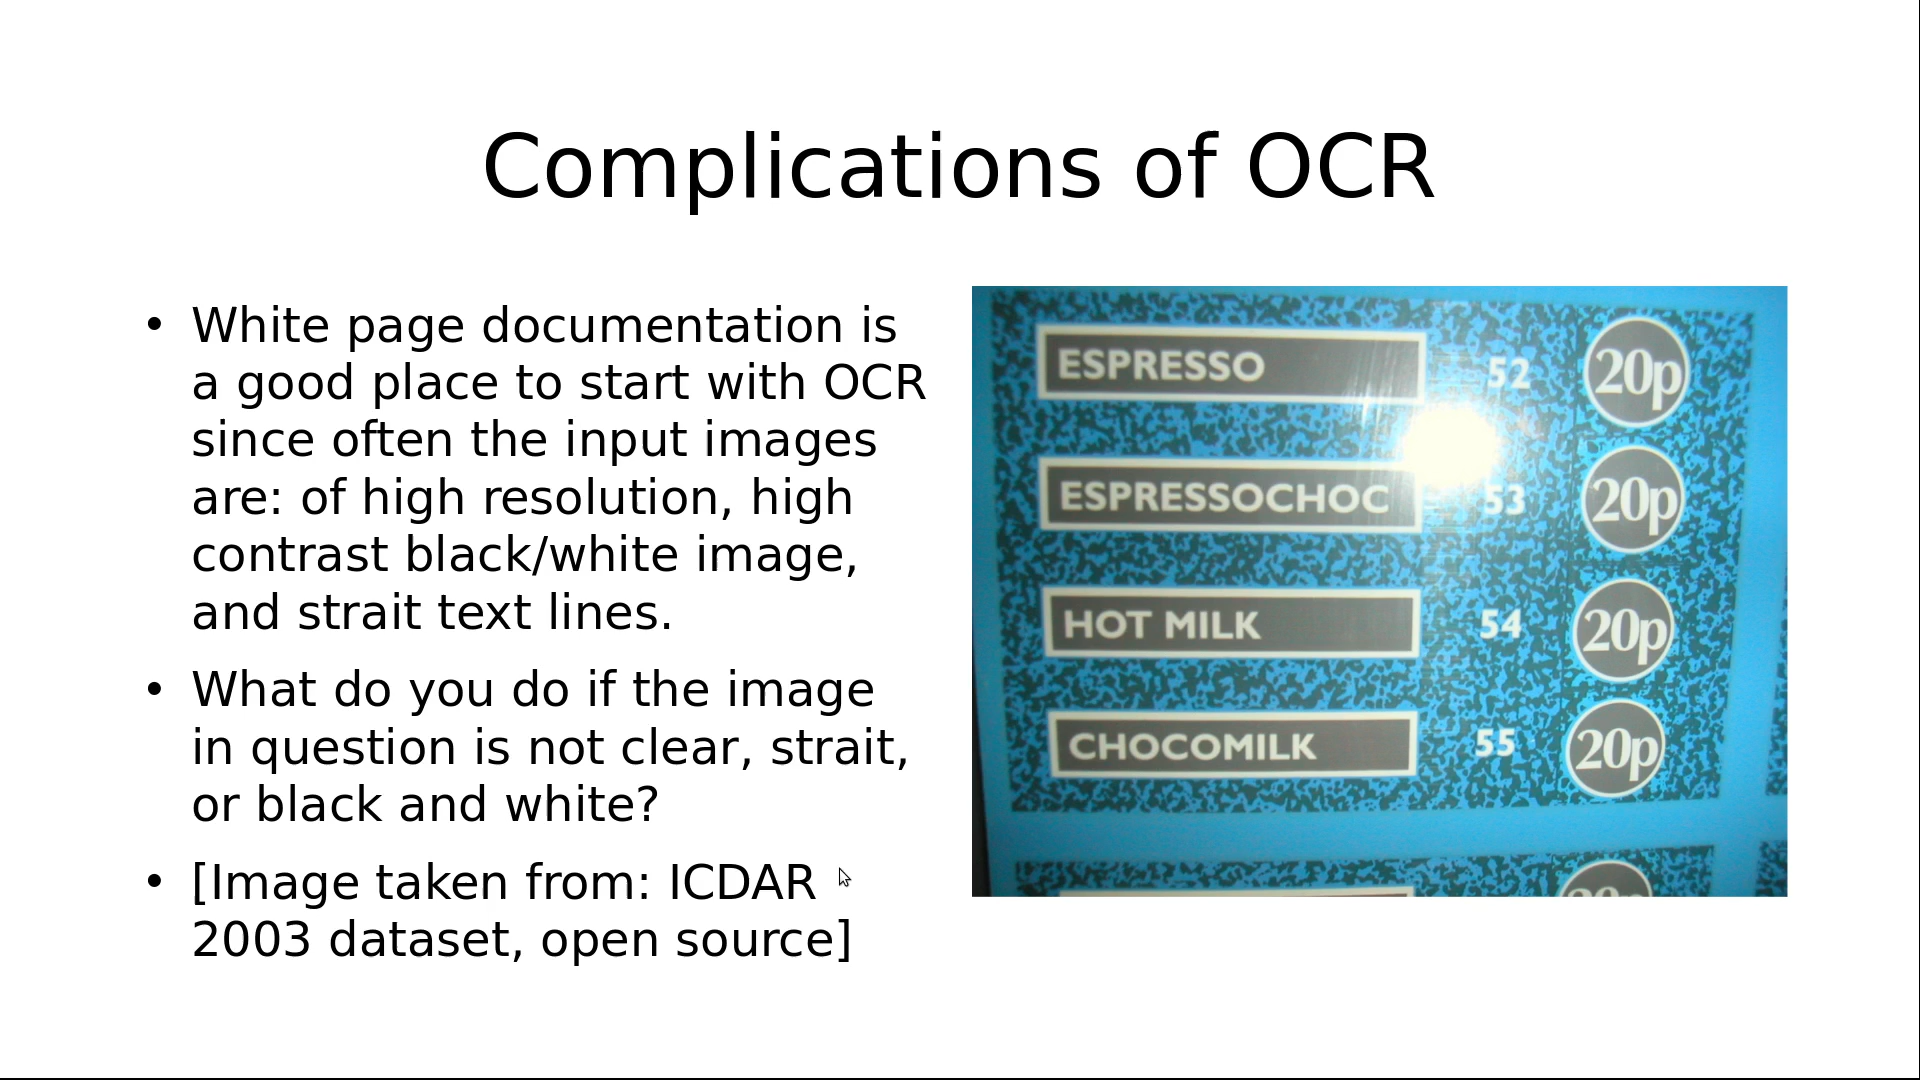 Complications of OCR
• White page documentation is
a good place to start with OCR
since often the input images
are: of high resolution, high
contrast black/white image,
and strait text lines.
• What do you do if the image
in question is not clear, strait,
or black and white?
• [Image taken from: ICDAR
2003 dataset, open source]
ESPRESSO 52 20p
ESPRESSOCHOC 53 20p
HOT MILK 54 20p
CHOCOMILK 55 20p